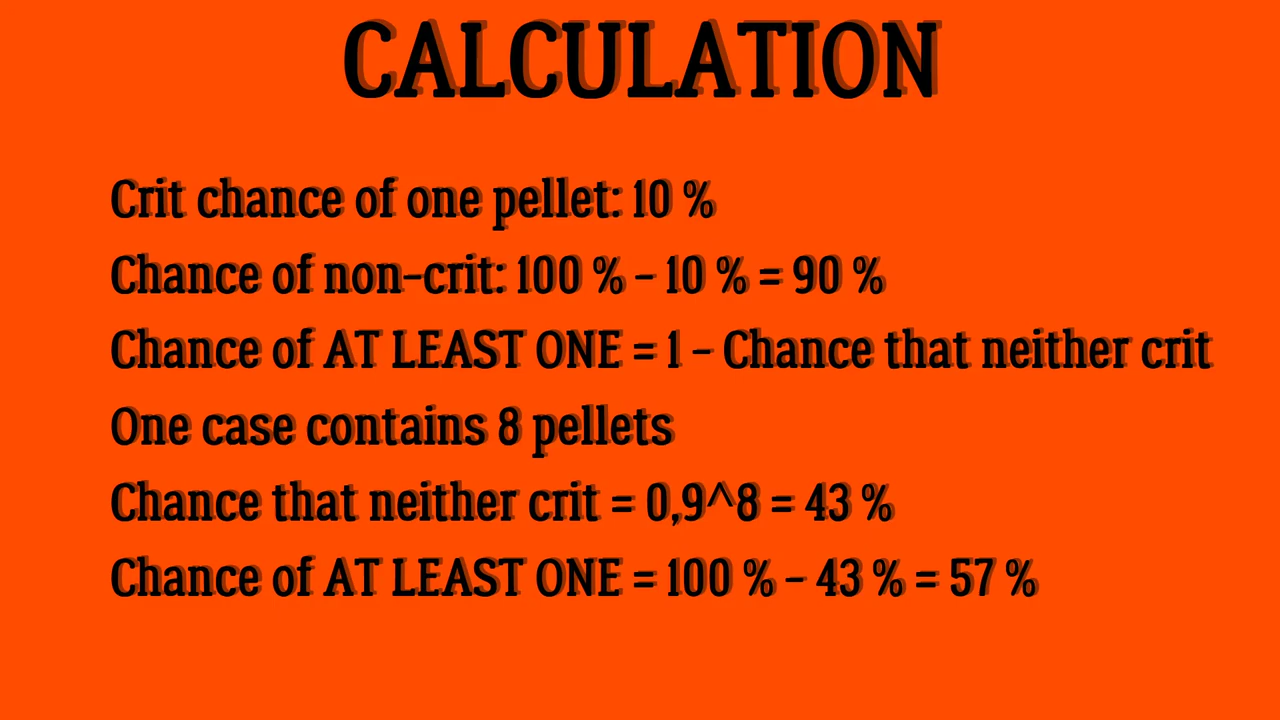 CALCULATION
Crit chance of one pellet: 10 %
Chance of non-crit: 100 % - 10 % = 90 %
Chance of AT LEAST ONE = 1 - Chance that neither crit
One case contains 8 pellets
Chance that neither crit = 0,9^8 = 43 %
Chance of AT LEAST ONE = 100 % - 43 % = 57 %